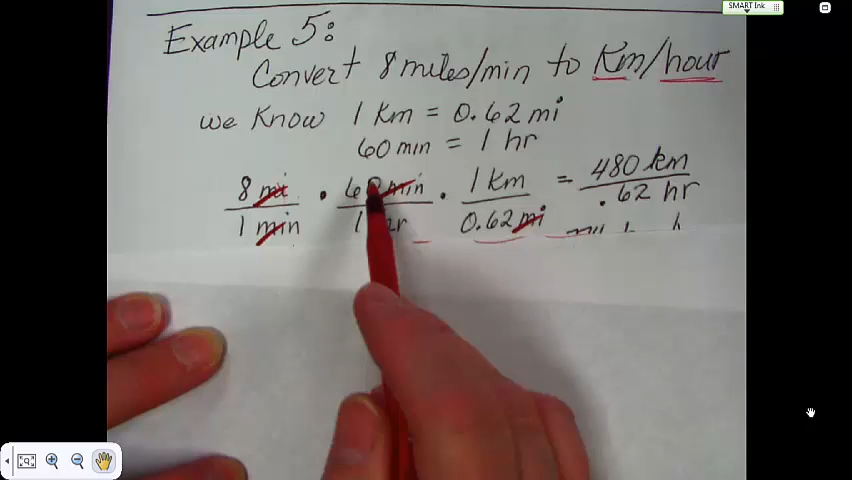 SMART Ink
Example 5:
Convert 8 miles/min to Km/hour
we Know 1 Km = 0.62 mi
60 min = 1 hr
8 mi / 1 min · 60 min / 1 hr · 1 Km / 0.62 mi = 480 km / .62 hr